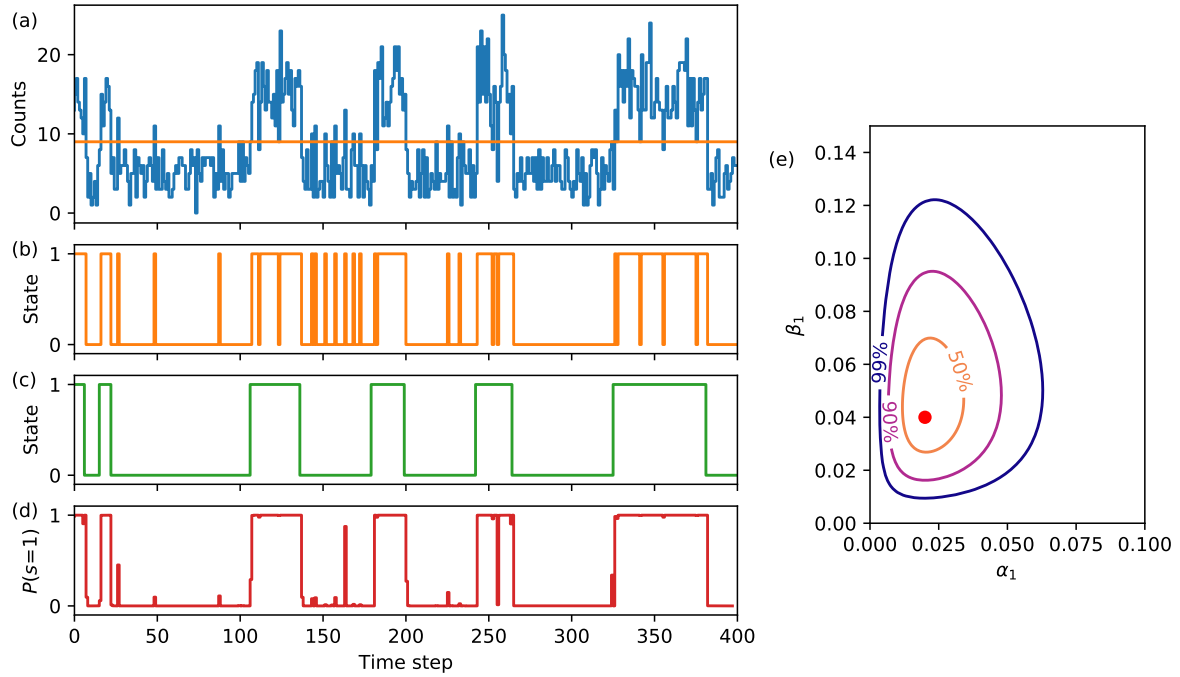 (a)
Counts
20
10
0
(b)
State
1
0
(c)
State
1
0
(d)
P(s=1)
1
0
0 50 100 150 200 250 300 350 400
Time step
(e)
β₁
0.14
0.12
0.10
0.08
0.06
0.04
0.02
0.00
99%
90%
50%
0.000 0.025 0.050 0.075 0.100
α₁